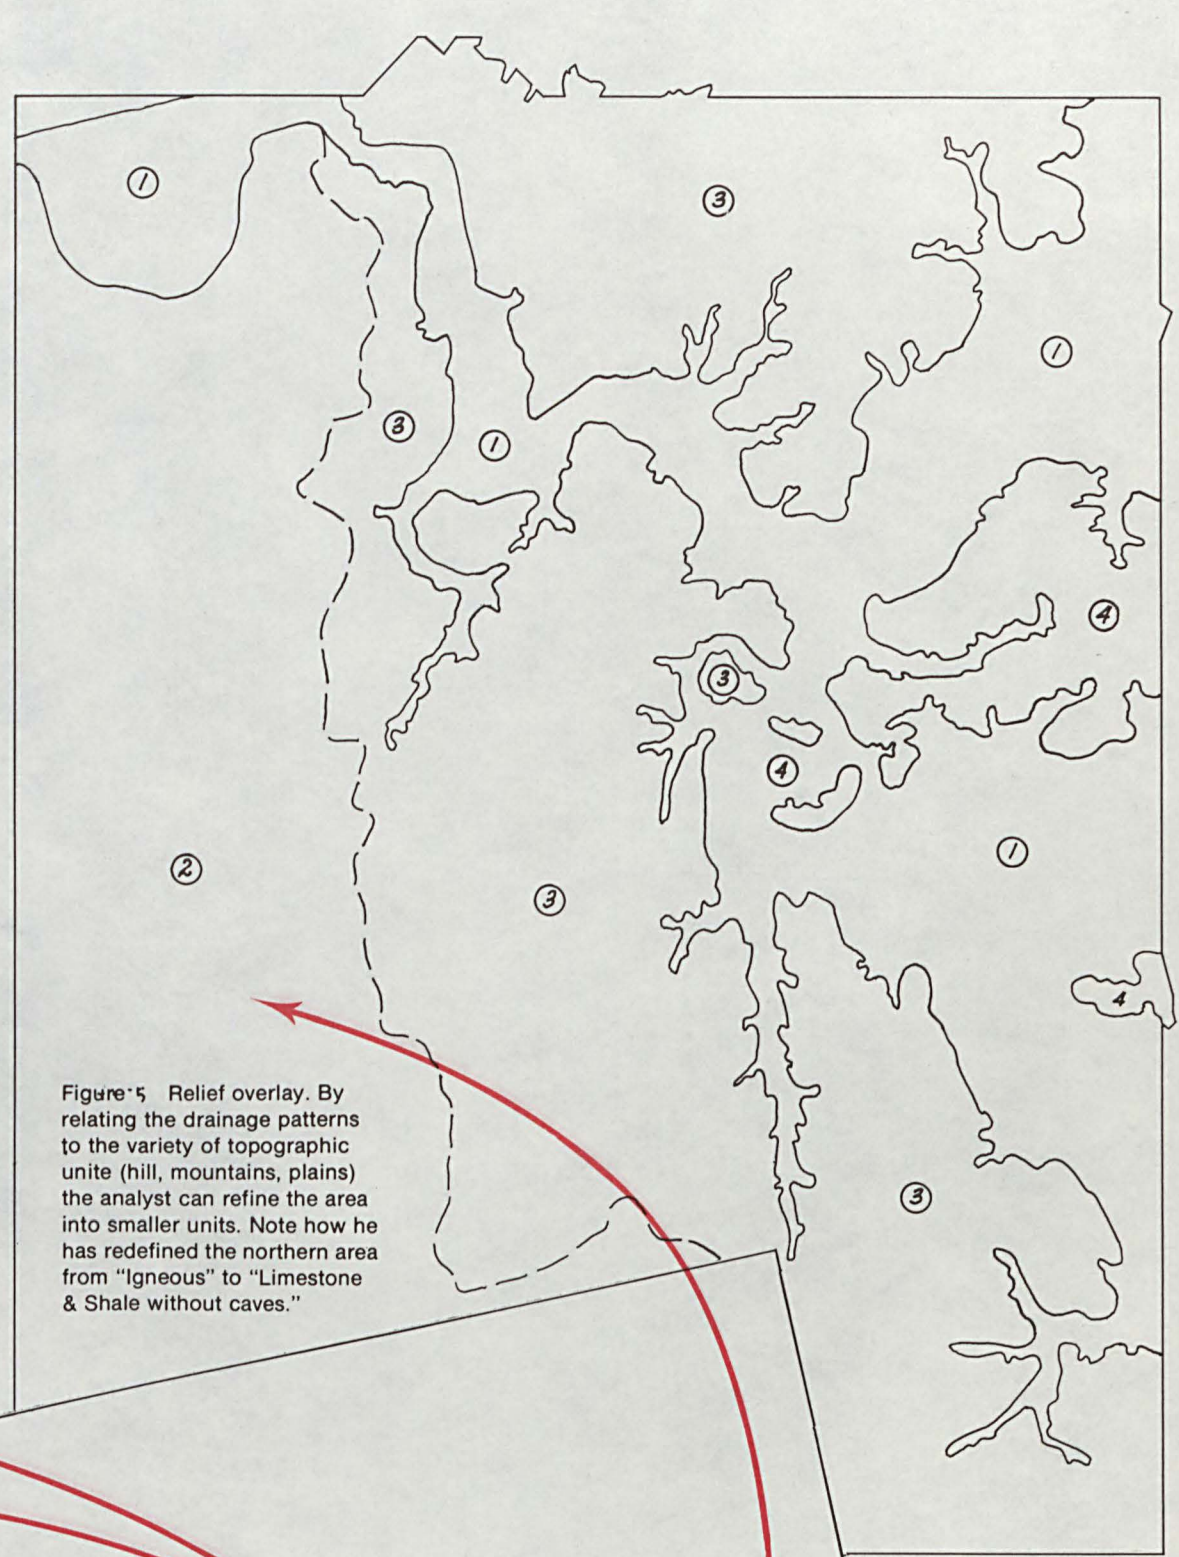 1
3
1
3
1
4
3
4
2
3
1
4
3
Figure 5 Relief overlay. By
relating the drainage patterns
to the variety of topographic
unite (hill, mountains, plains)
the analyst can refine the area
into smaller units. Note how he
has redefined the northern area
from “Igneous” to “Limestone
& Shale without caves.”